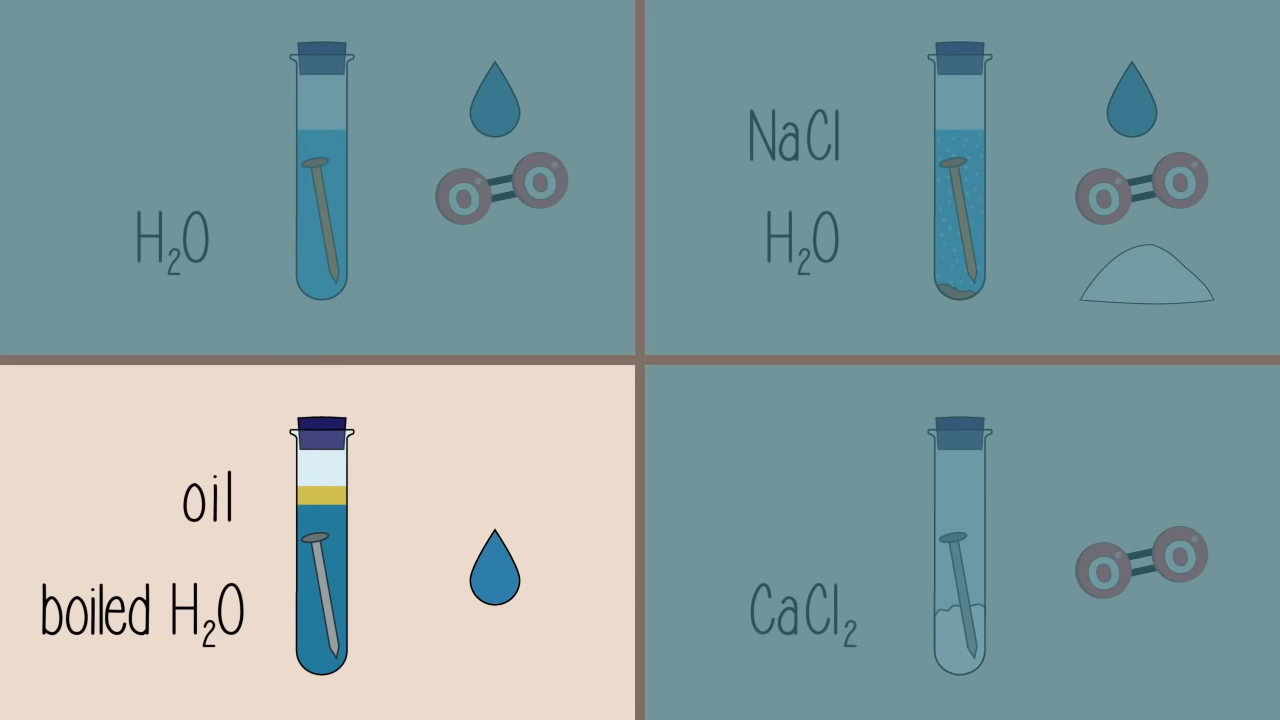 H₂O
O O
NaCl
H₂O
O O
oil
boiled H₂O
CaCl₂
O O